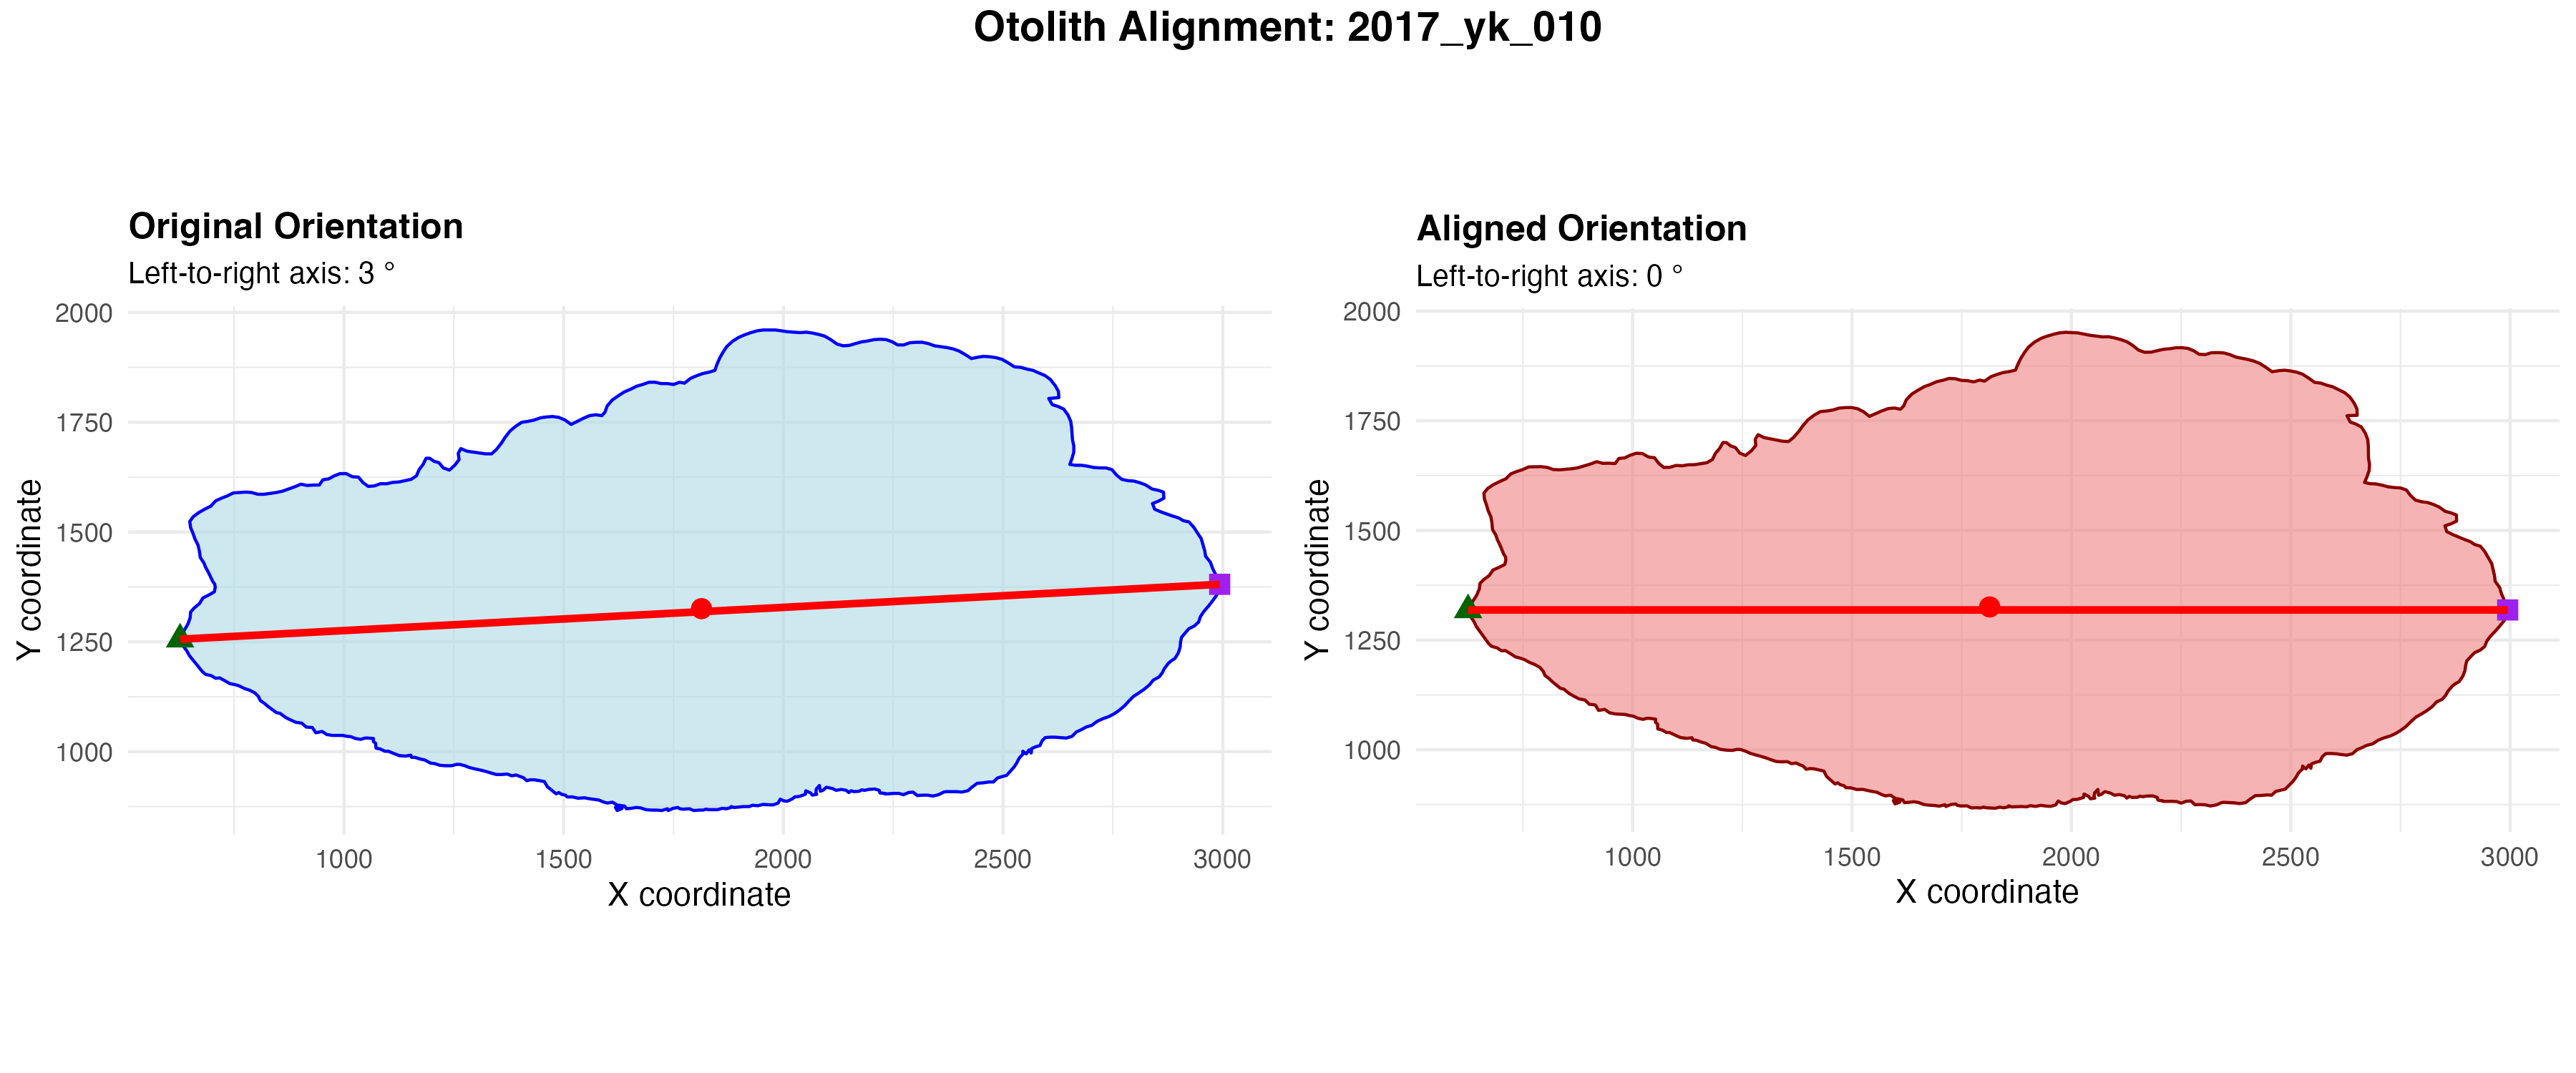 Otolith Alignment: 2017_yk_010
Original Orientation
Left-to-right axis: 3 °
2000
1750
1500
1250
1000
Y coordinate
1000 1500 2000 2500 3000
X coordinate
Aligned Orientation
Left-to-right axis: 0 °
2000
1750
1500
1250
1000
Y coordinate
1000 1500 2000 2500 3000
X coordinate